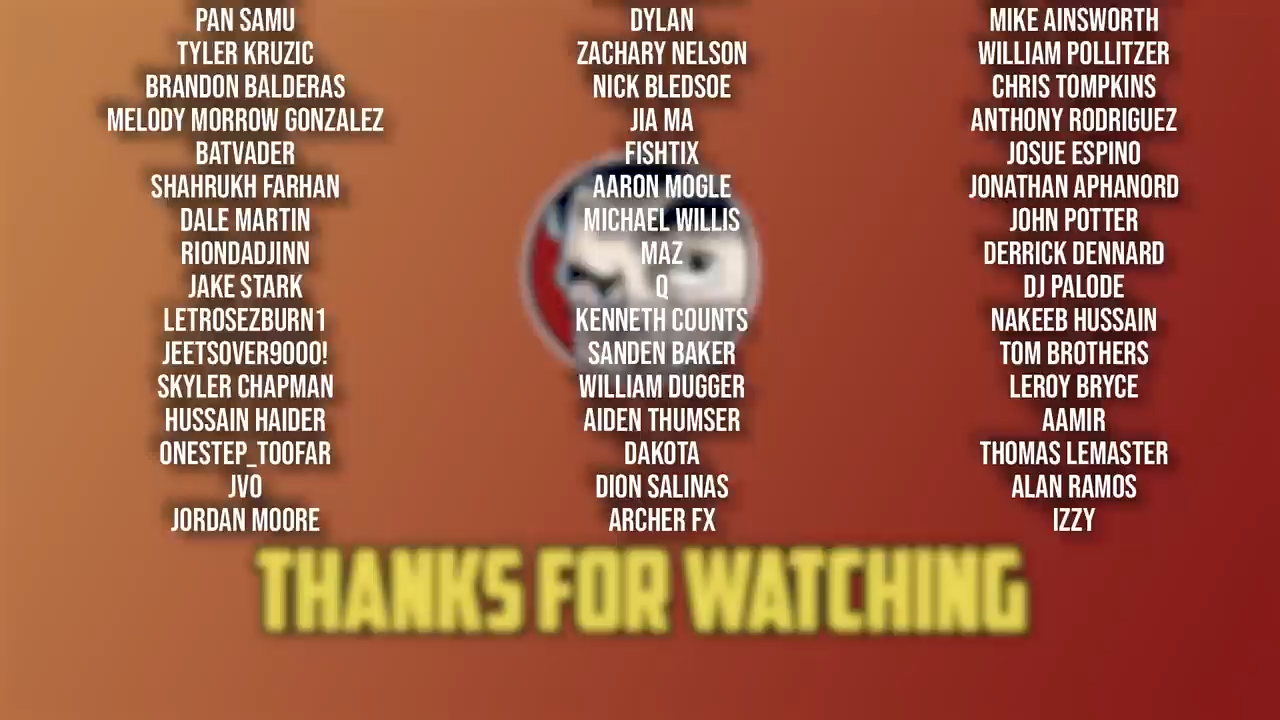 PAN SAMU
TYLER KRUZIC
BRANDON BALDERAS
MELODY MORROW GONZALEZ
BATVADER
SHAHRUKH FARHAN
DALE MARTIN
RIONDADJINN
JAKE STARK
LETROSEZBURN1
JEETSOVER9000!
SKYLER CHAPMAN
HUSSAIN HAIDER
ONESTEP_TOOFAR
JVO
JORDAN MOORE
DYLAN
ZACHARY NELSON
NICK BLEDSOE
JIA MA
FISHTIX
AARON MOGLE
MICHAEL WILLIS
MAZ
Q
KENNETH COUNTS
SANDEN BAKER
WILLIAM DUGGER
AIDEN THUMSER
DAKOTA
DION SALINAS
ARCHER FX
MIKE AINSWORTH
WILLIAM POLLITZER
CHRIS TOMPKINS
ANTHONY RODRIGUEZ
JOSUE ESPINO
JONATHAN APHANORD
JOHN POTTER
DERRICK DENNARD
DJ PALODE
NAKEEB HUSSAIN
TOM BROTHERS
LEROY BRYCE
AAMIR
THOMAS LEMASTER
ALAN RAMOS
IZZY
THANKS FOR WATCHING